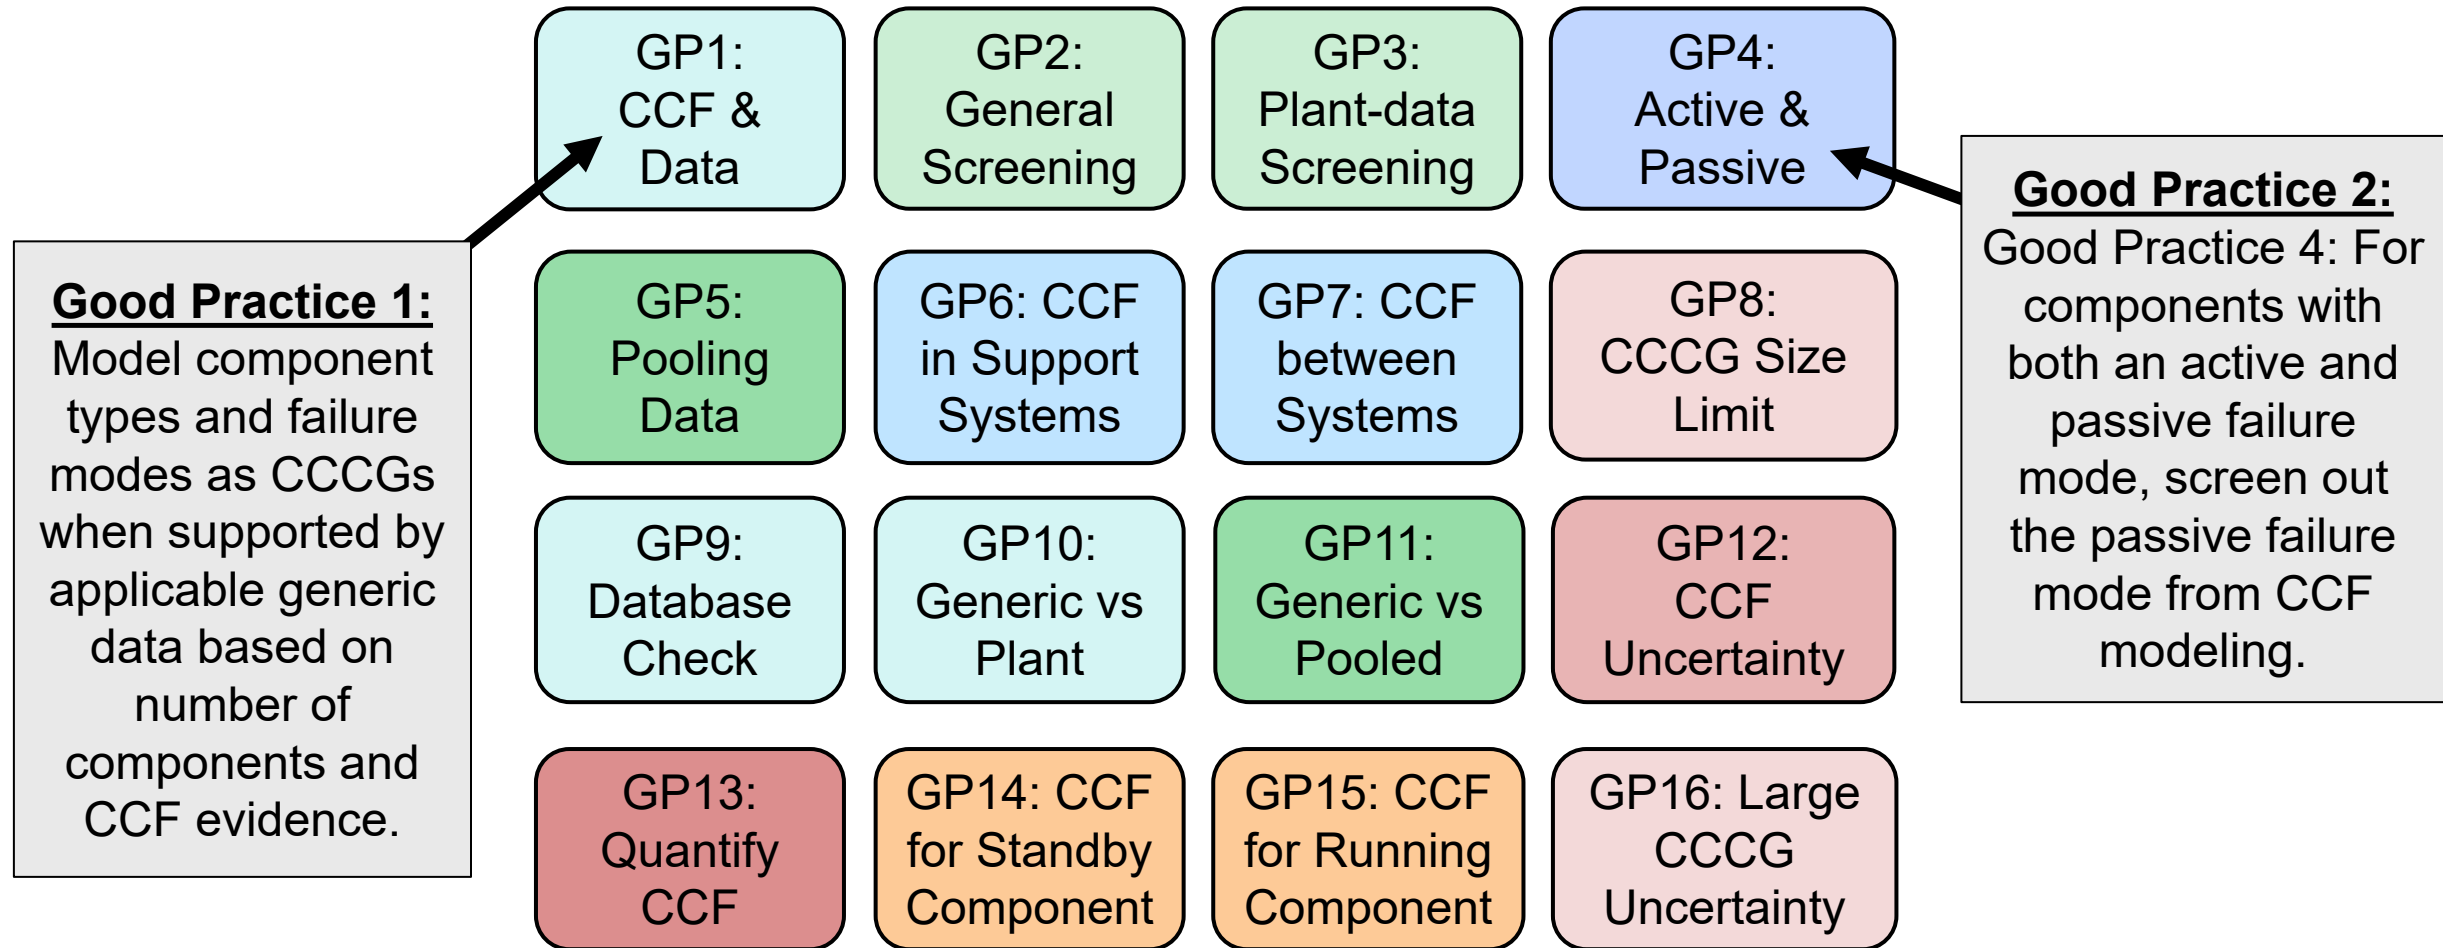 GP1:
CCF &
Data
GP2:
General
Screening
GP3:
Plant-data
Screening
GP4:
Active &
Passive
Good Practice 1:
Model component
types and failure
modes as CCCGs
when supported by
applicable generic
data based on
number of
components and
CCF evidence.
GP5:
Pooling
Data
GP6: CCF
in Support
Systems
GP7: CCF
between
Systems
GP8:
CCCG Size
Limit
Good Practice 2:
Good Practice 4: For
components with
both an active and
passive failure
mode, screen out
the passive failure
mode from CCF
modeling.
GP9:
Database
Check
GP10:
Generic vs
Plant
GP11:
Generic vs
Pooled
GP12:
CCF
Uncertainty
GP13:
Quantify
CCF
GP14: CCF
for Standby
Component
GP15: CCF
for Running
Component
GP16: Large
CCCG
Uncertainty